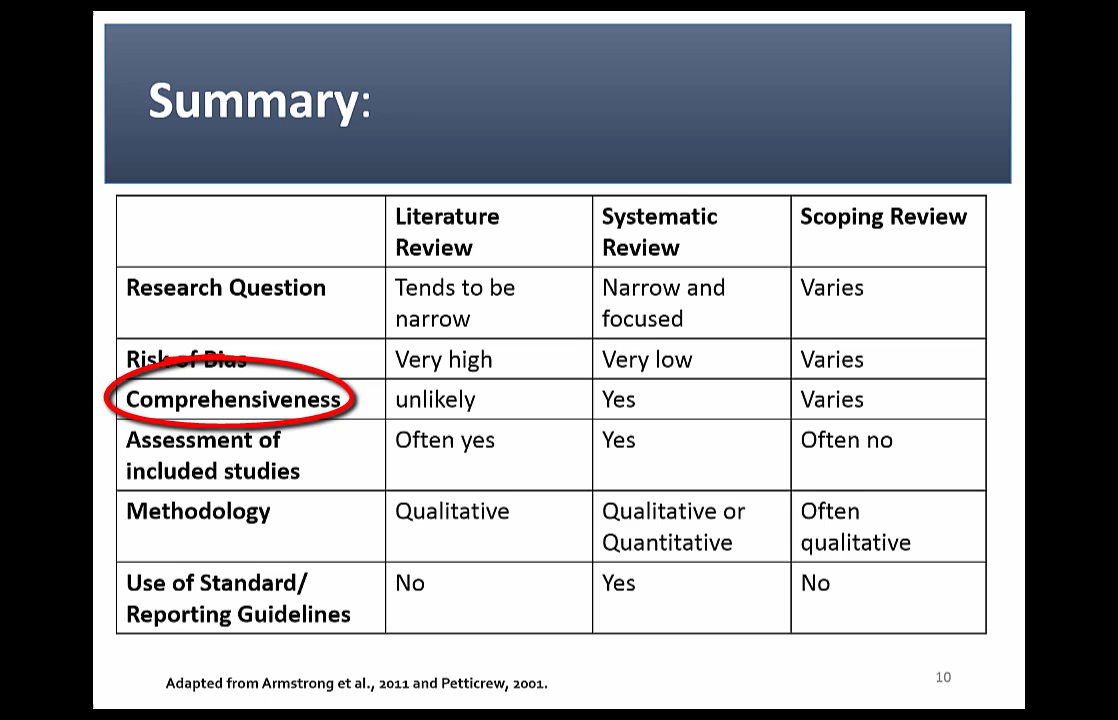 Summary:
Literature Review
Systematic Review
Scoping Review
Research Question
Tends to be narrow
Narrow and focused
Varies
Risk of Bias
Very high
Very low
Varies
Comprehensiveness
unlikely
Yes
Varies
Assessment of included studies
Often yes
Yes
Often no
Methodology
Qualitative
Qualitative or Quantitative
Often qualitative
Use of Standard/ Reporting Guidelines
No
Yes
No
Adapted from Armstrong et al., 2011 and Petticrew, 2001.
10